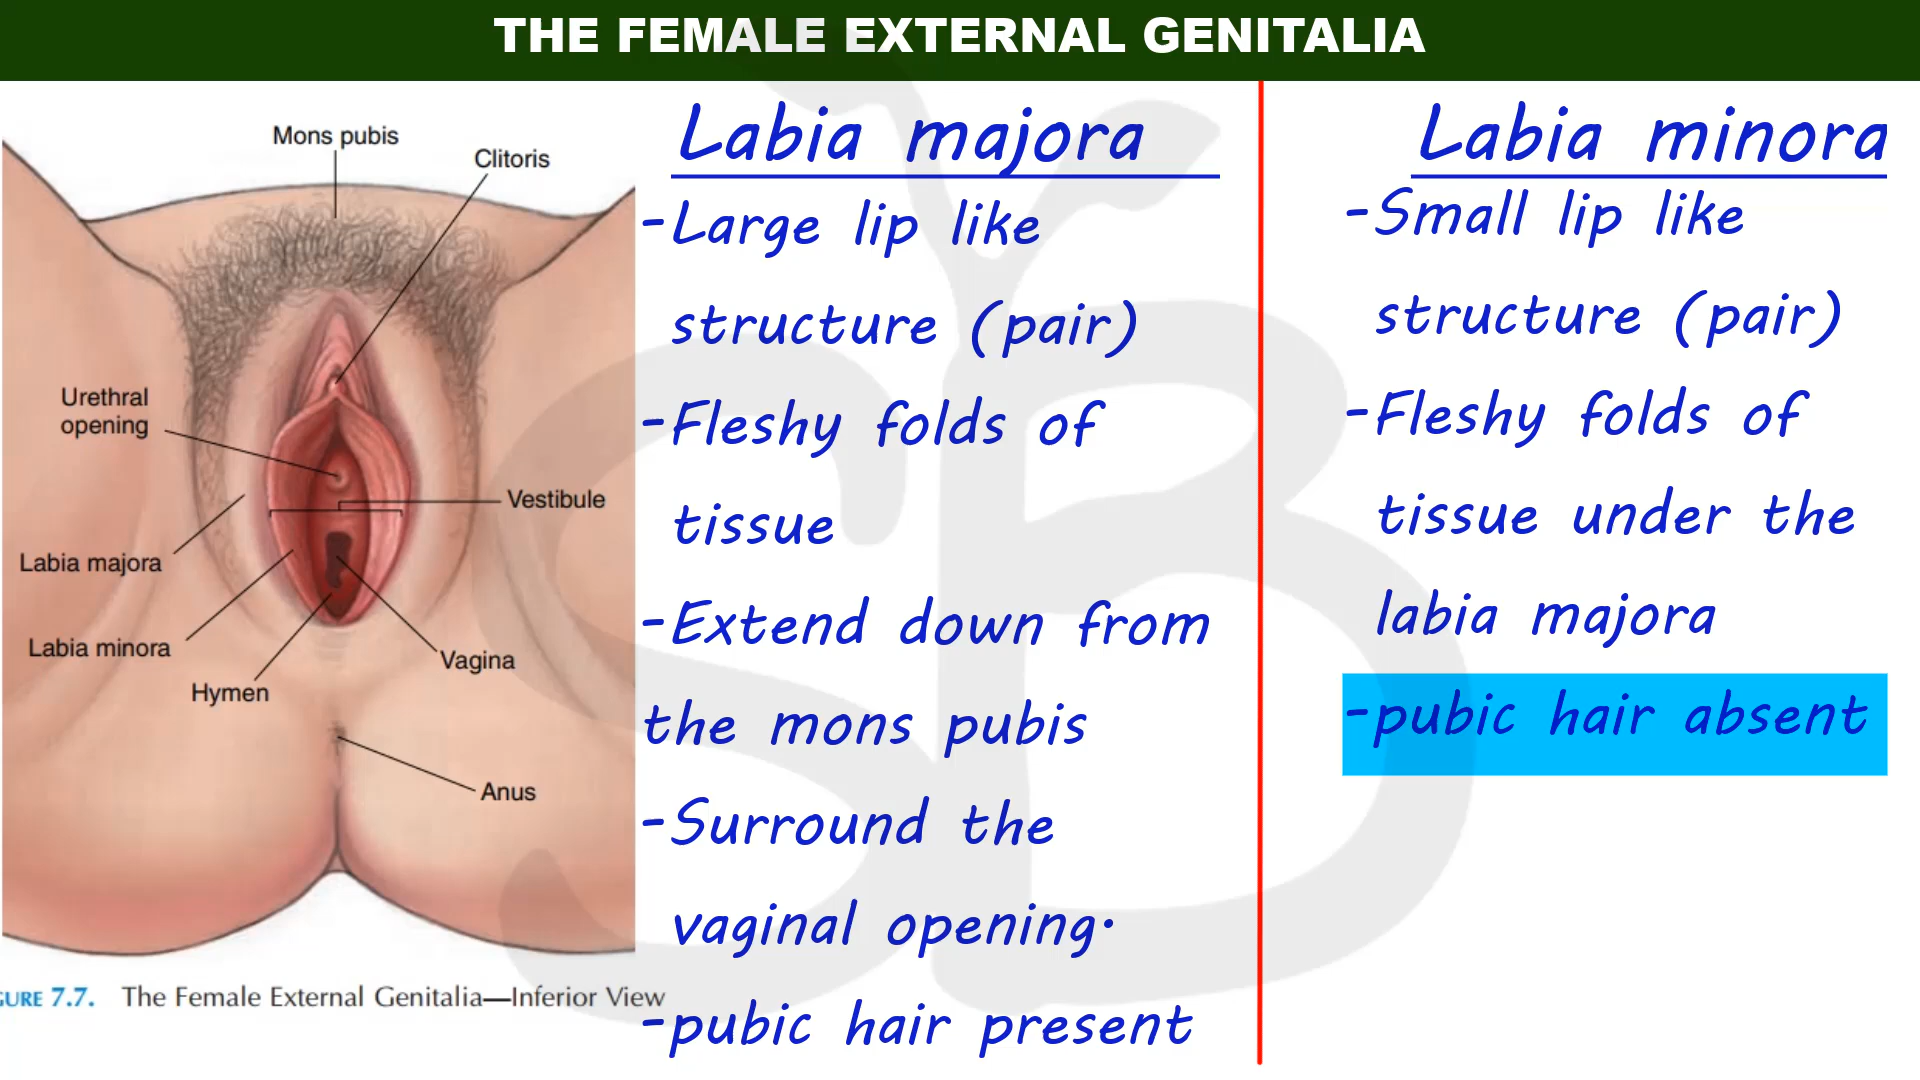 THE FEMALE EXTERNAL GENITALIA
Mons pubis
Clitoris
Urethral
opening
Vestibule
Labia majora
Labia minora
Vagina
Hymen
Anus
GURE 7.7. The Female External Genitalia—Inferior View
Labia majora
-Large lip like
structure (pair)
-Fleshy folds of
tissue
-Extend down from
the mons pubis
-Surround the
vaginal opening.
-pubic hair present
Labia minora
-Small lip like
structure (pair)
-Fleshy folds of
tissue under the
labia majora
-pubic hair absent
SB